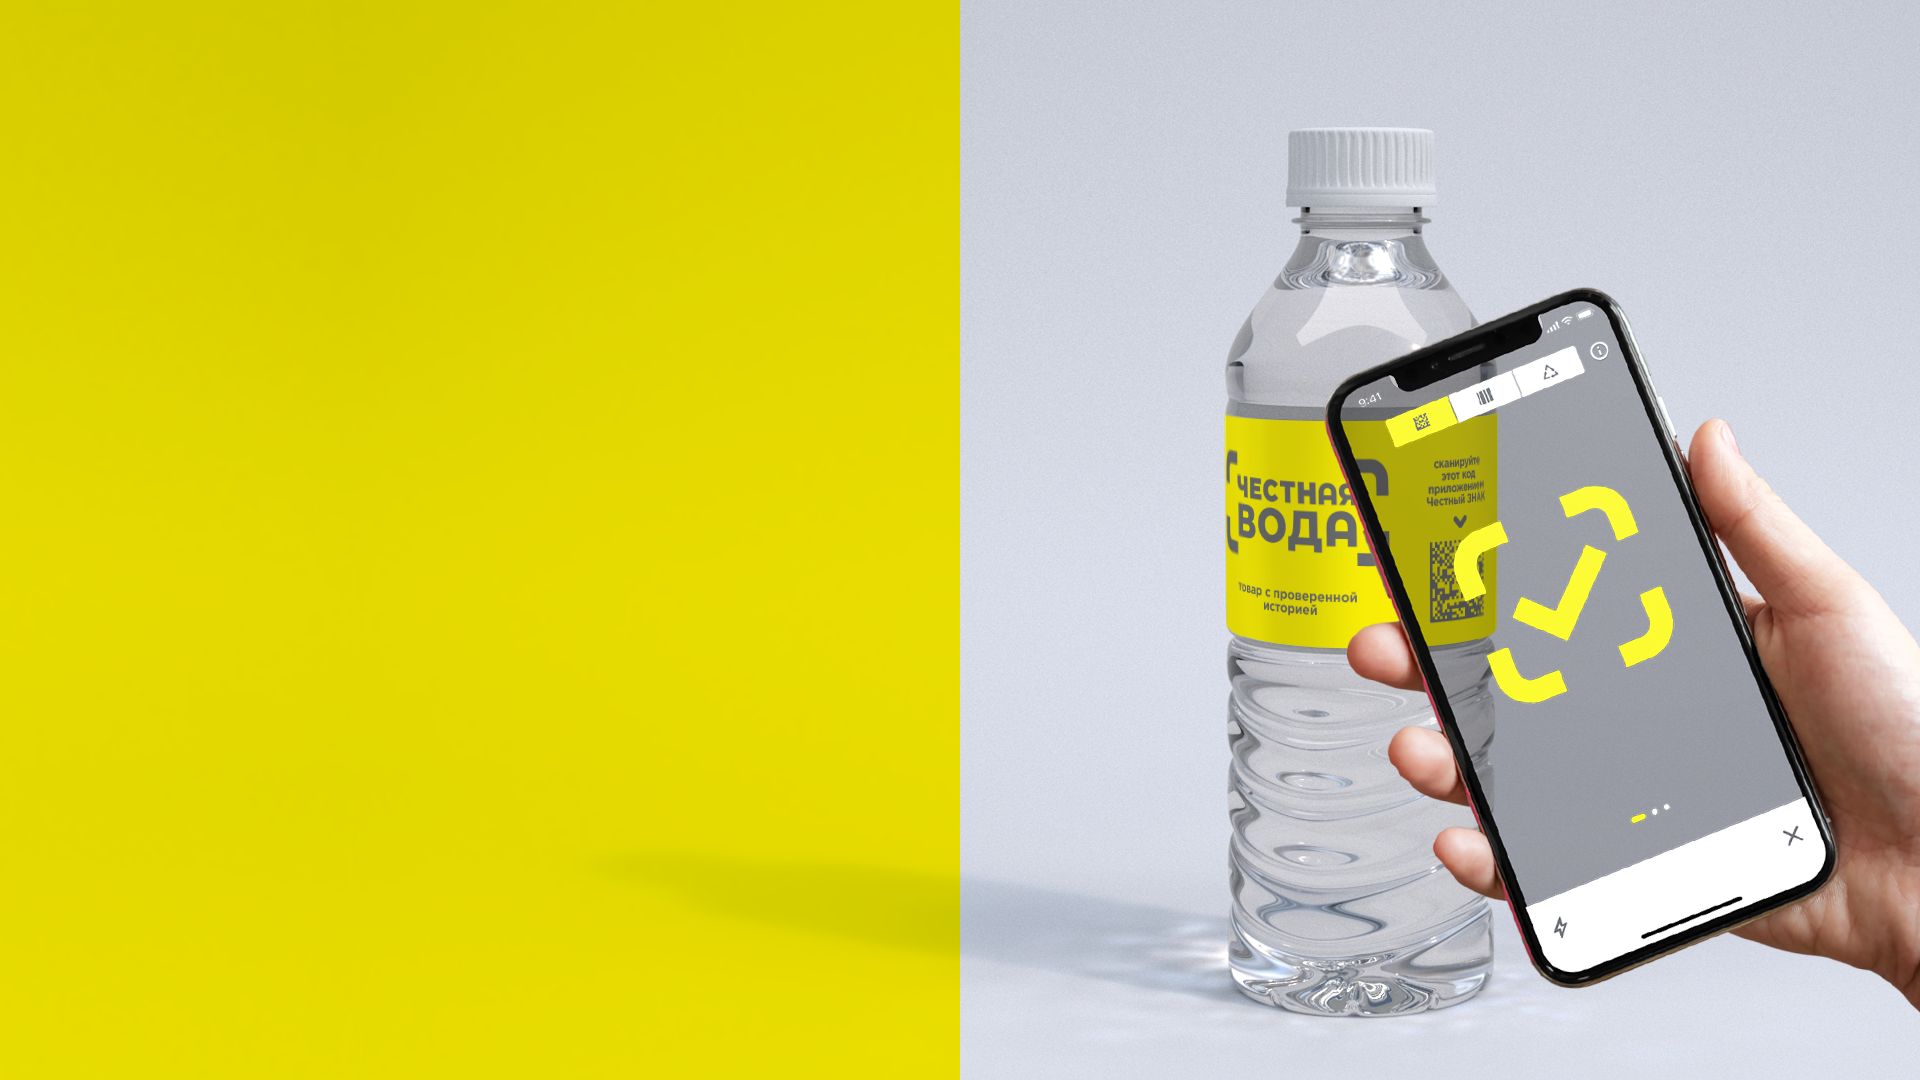 ЧЕСТНАЯ
ВОДА
товар с проверенной
историей
сканируйте
этот код
приложением
Честный ЗНАК
9:41